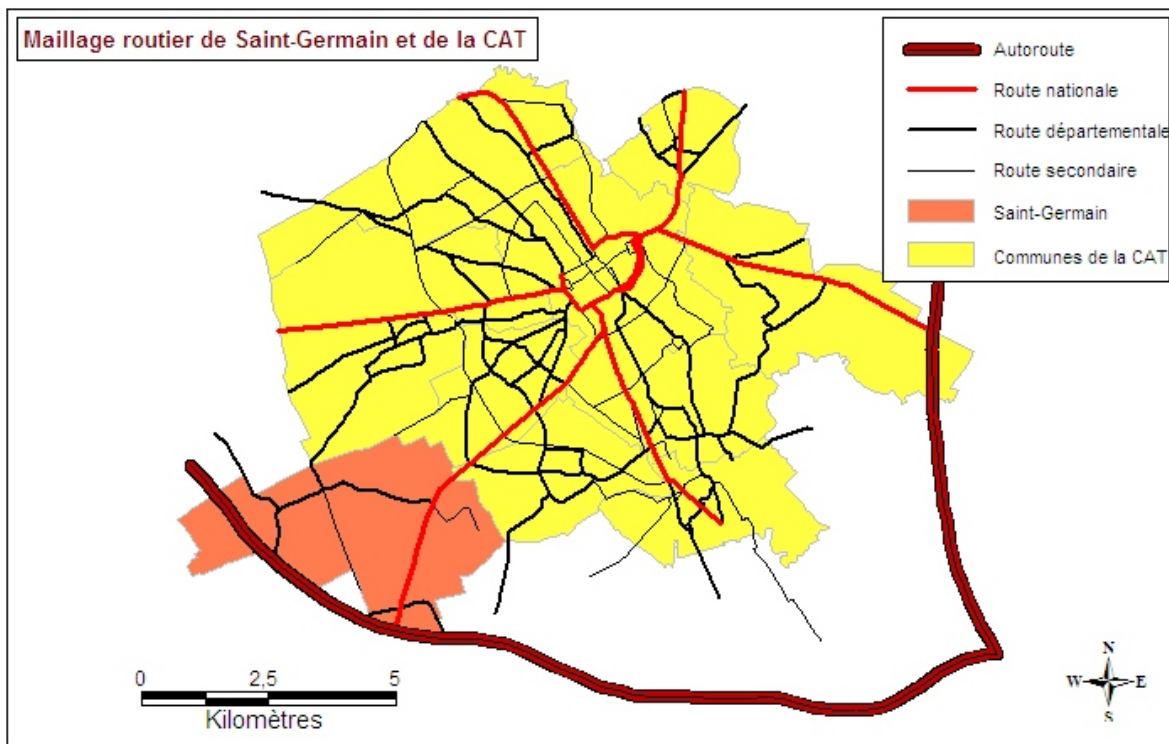 Maillage routier de Saint-Germain et de la CAT
Autoroute
Route nationale
Route départementale
Route secondaire
Saint-Germain
Communes de la CAT
0 2,5 5
Kilomètres
N
W E
S